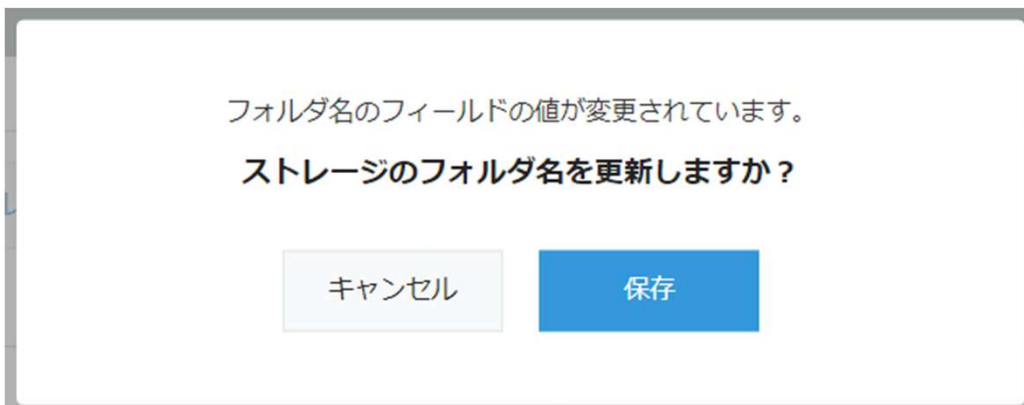 フォルダ名のフィールドの値が変更されています。
ストレージのフォルダ名を更新しますか？
キャンセル
保存